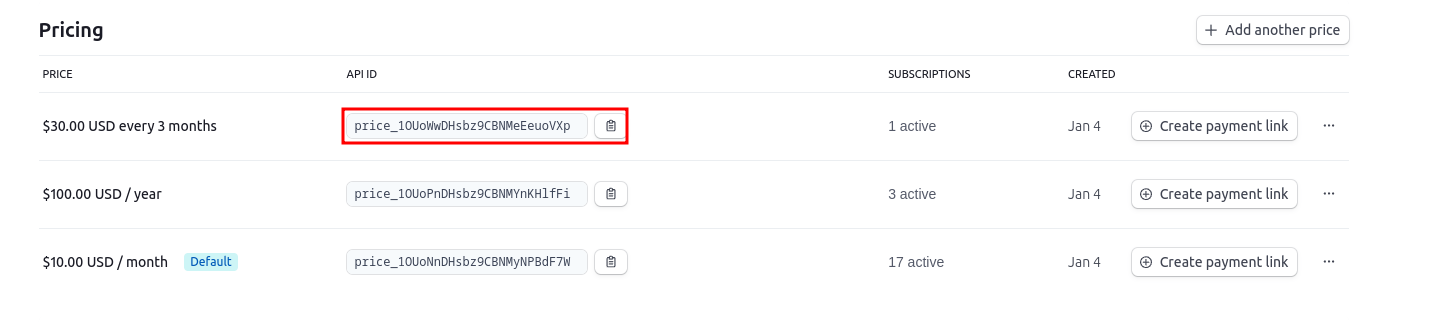 Pricing
+ Add another price
PRICE API ID SUBSCRIPTIONS CREATED
$30.00 USD every 3 months price_1OUoWwDHsbz9CBNMeEeuoVXp 1 active Jan 4 Create payment link ...
$100.00 USD / year price_1OUoPnDHsbz9CBNMYnKHlfFi 3 active Jan 4 Create payment link ...
$10.00 USD / month Default price_1OUoNnDHsbz9CBNMyNPBdF7W 17 active Jan 4 Create payment link ...